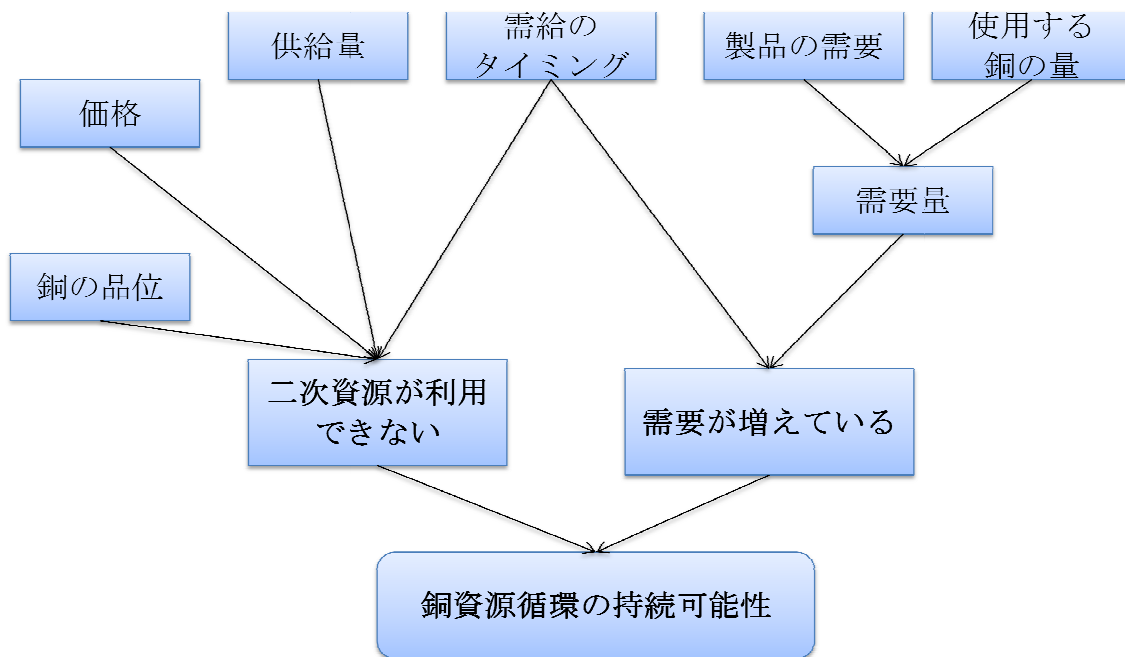 供給量
需給の
タイミング
製品の需要
使用する
銅の量
価格
需要量
銅の品位
二次資源が利用
できない
需要が増えている
銅資源循環の持続可能性